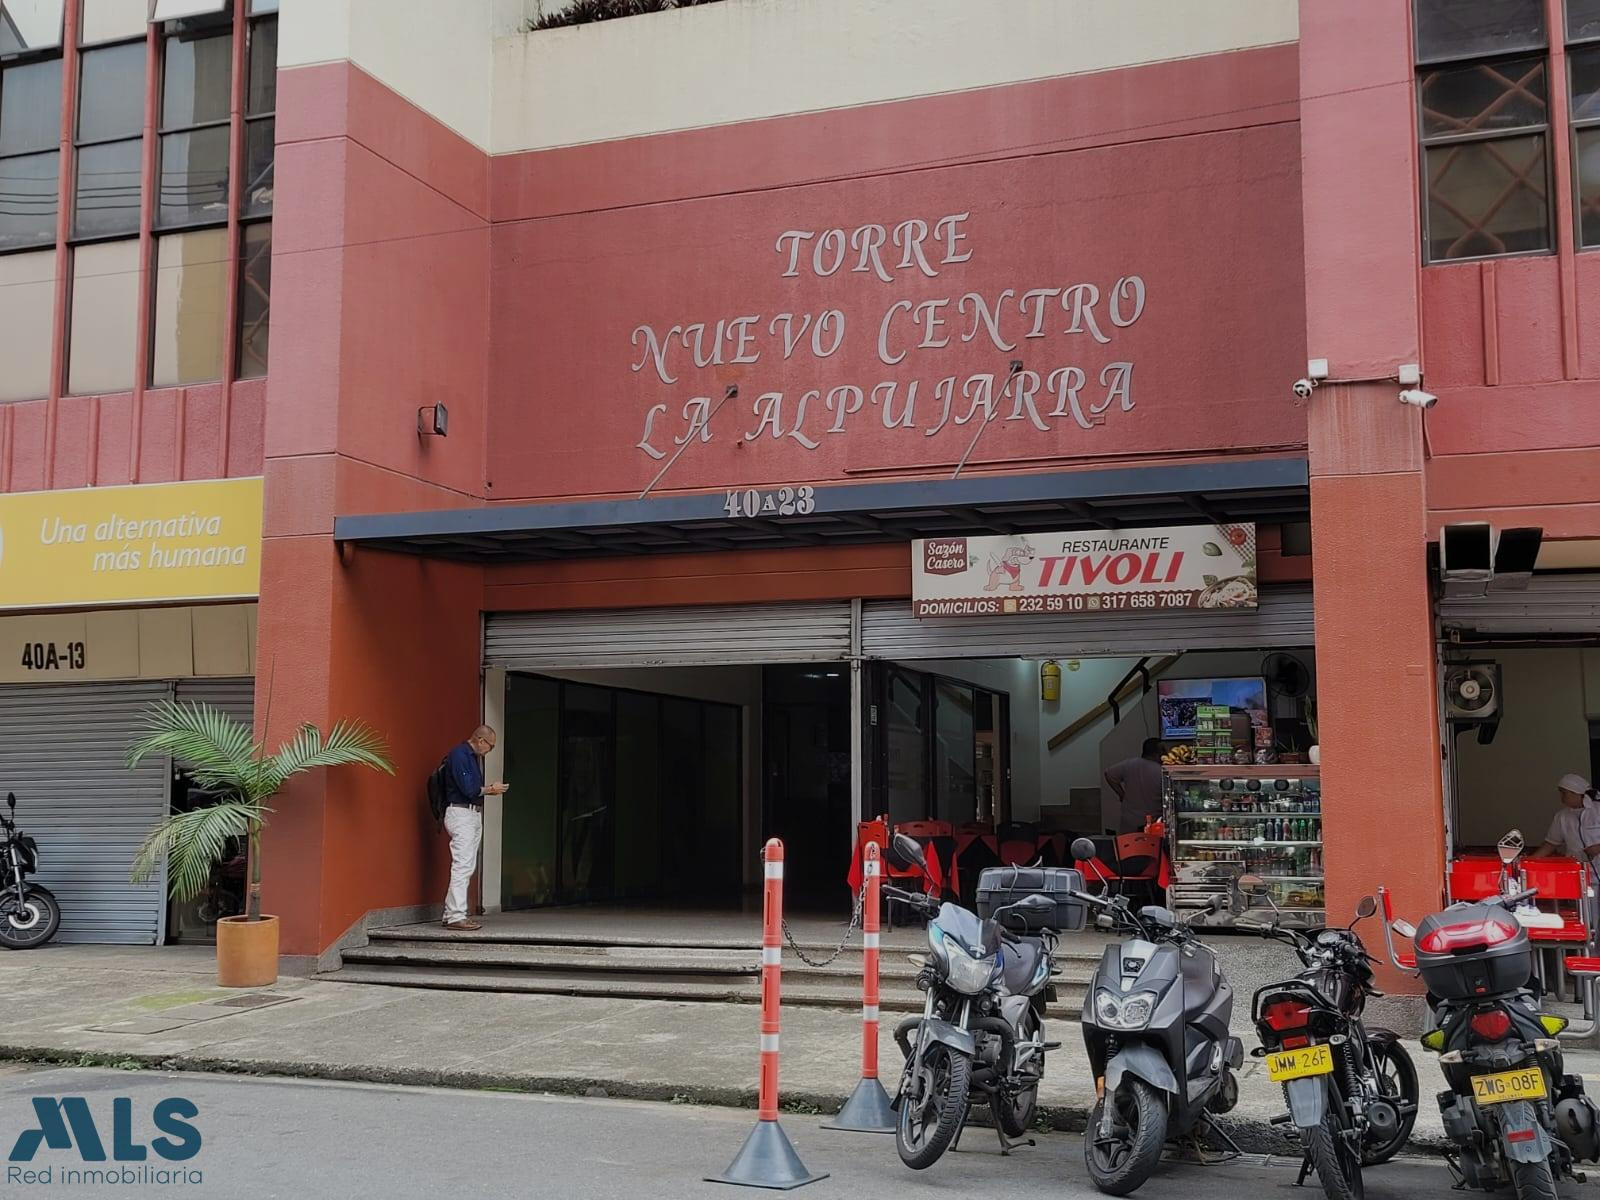 TORRE
NUEVO CENTRO
LA ALPUJARRA
40A23
Una alternativa
más humana
40A-13
Sazón
Casero
RESTAURANTE
TIVOLI
DOMICILIOS: 232 59 10 317 658 7087
JMM 26F
ZWG 08F
MLS
Red inmobiliaria